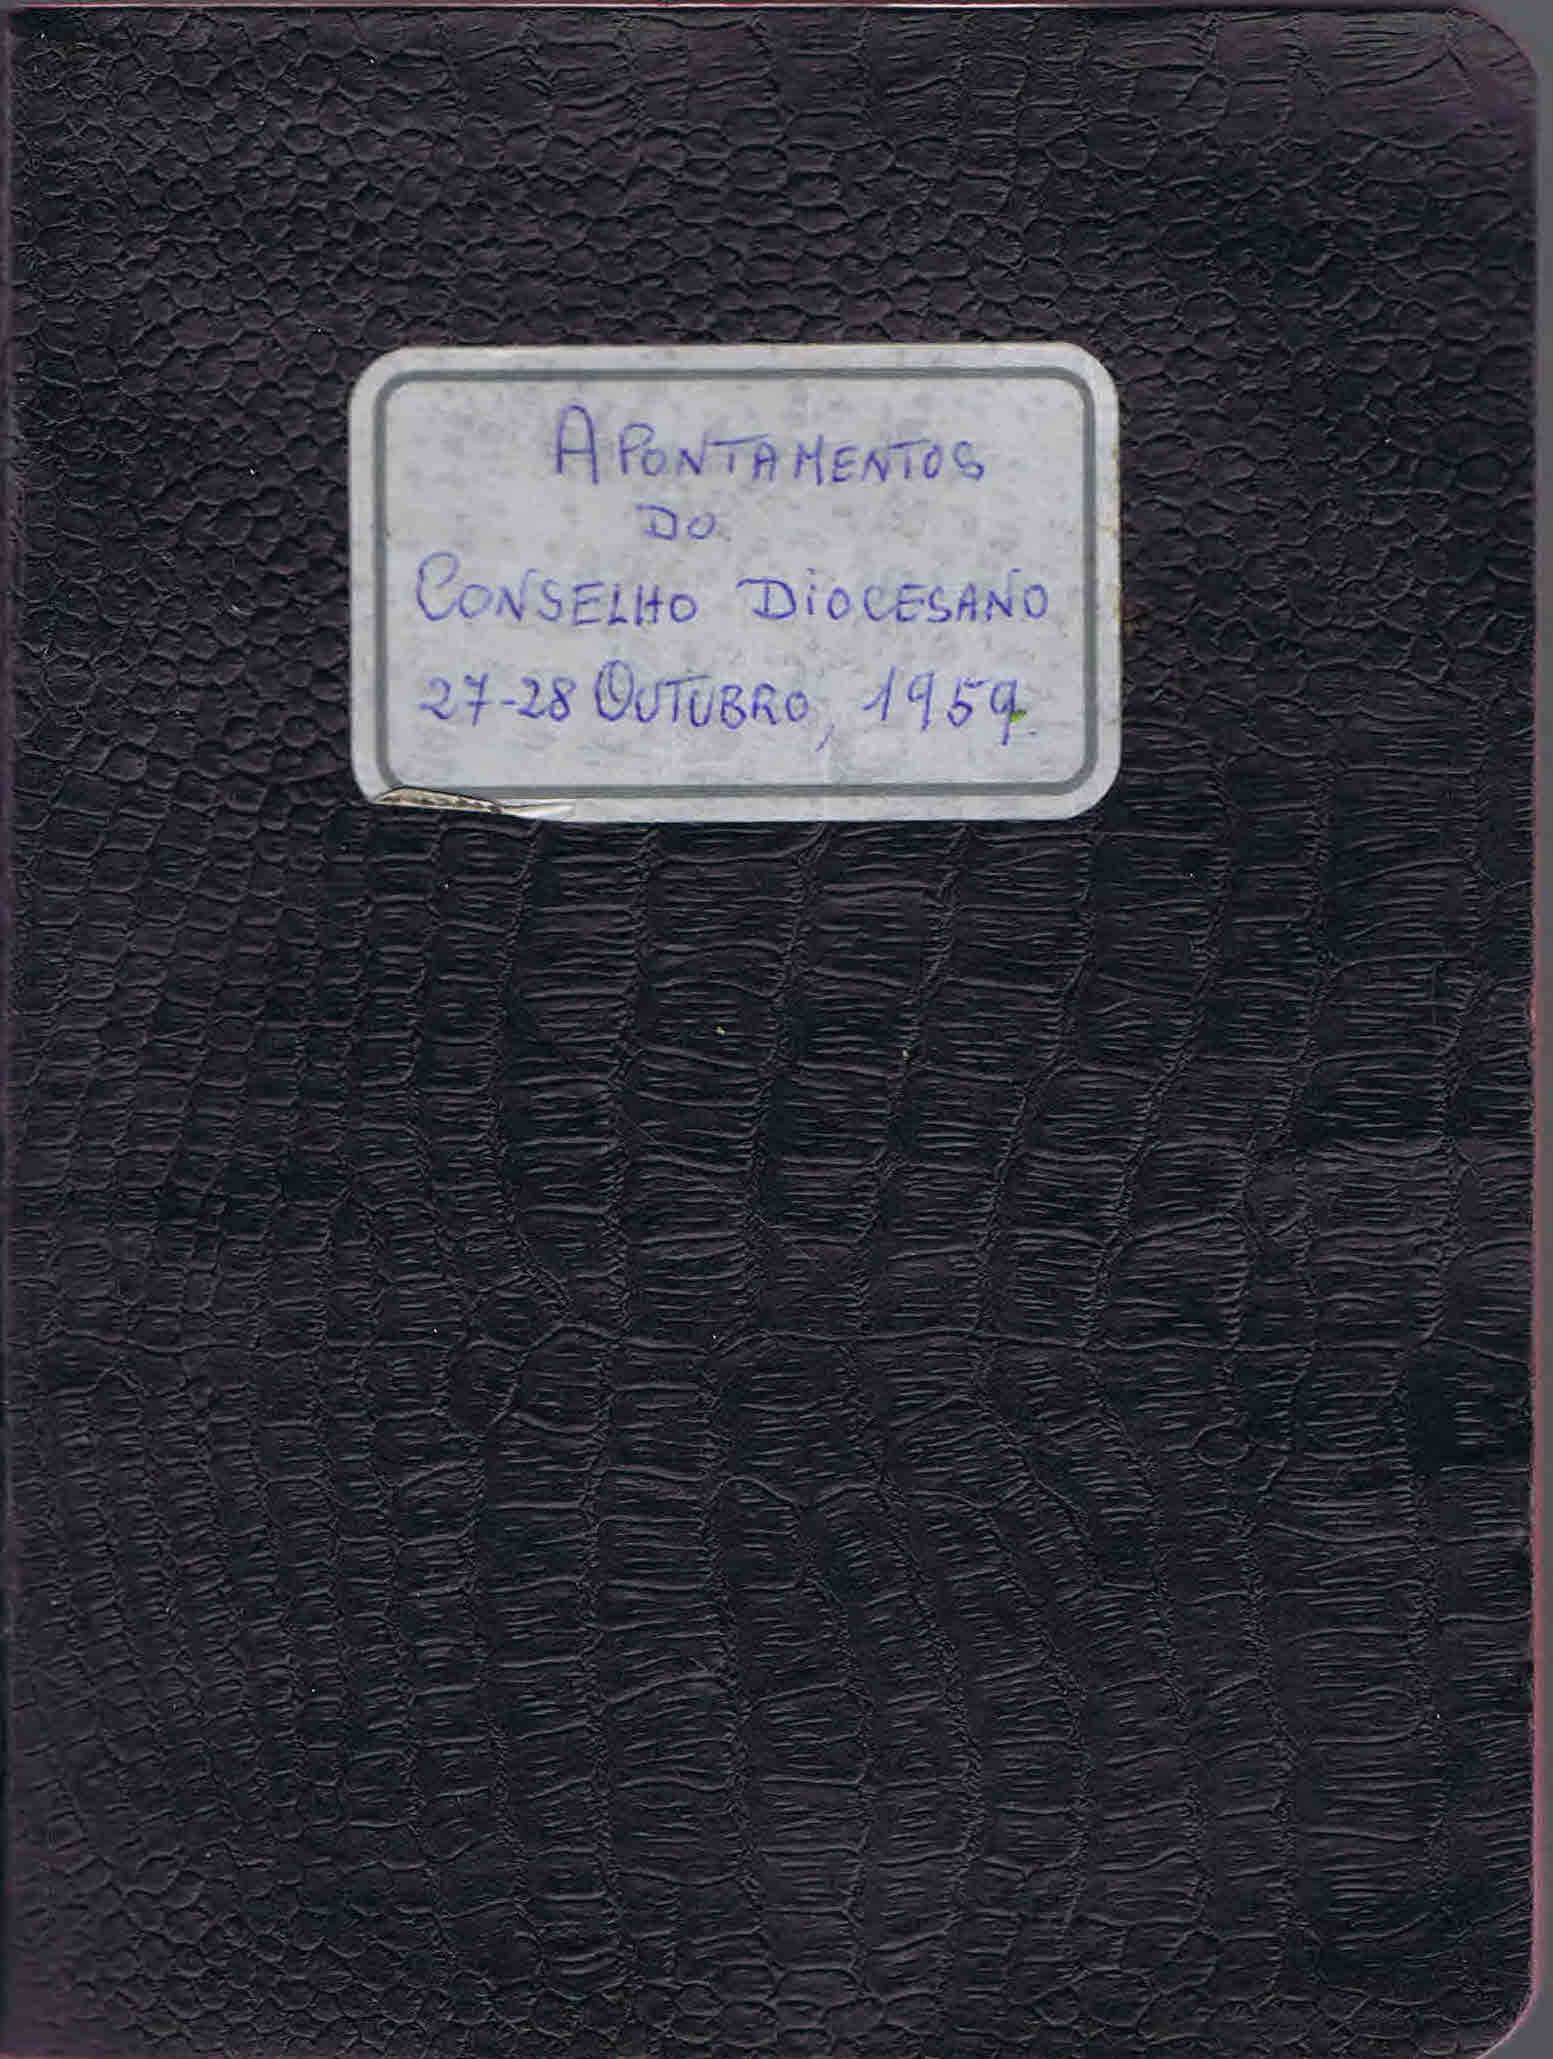 APONTAMENTOS
DO
CONSELHO DIOCESANO
27-28 OUTUBRO, 1959.